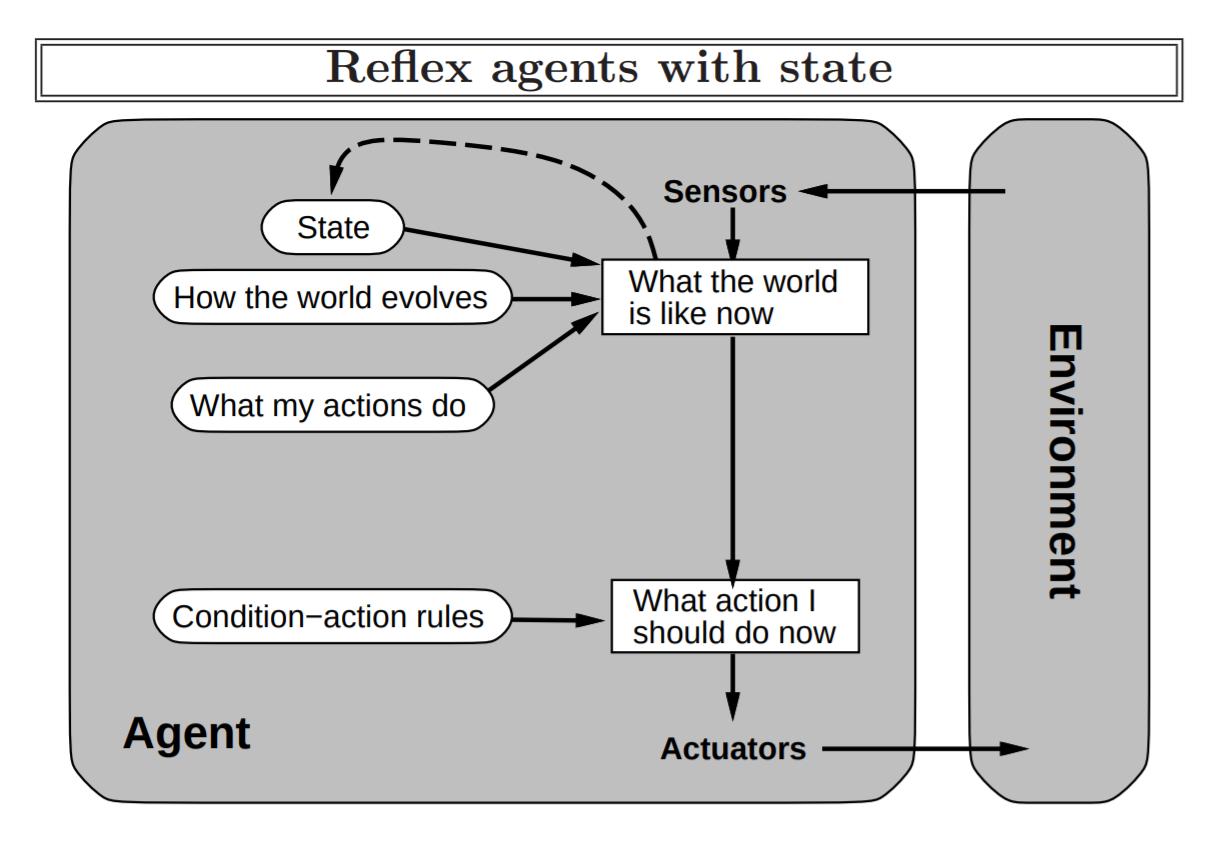 Reflex agents with state
Sensors
State
What the world
is like now
How the world evolves
What my actions do
Environment
Condition−action rules
What action I
should do now
Agent
Actuators